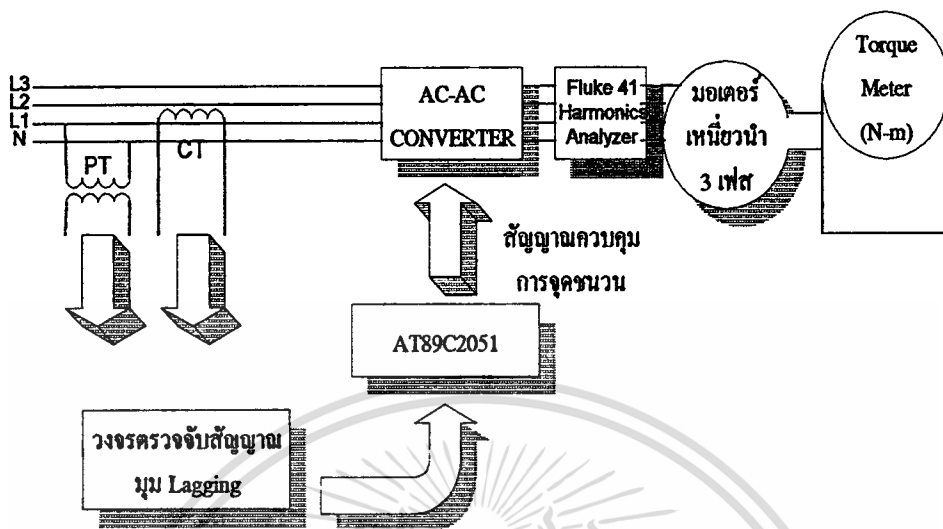 L3
L2
L1
N
PT
CT
AC-AC
CONVERTER
Fluke 41
Harmonics
Analyzer
มอเตอร์
เหนี่ยวนำ
3 เฟส
Torque
Meter
(N-m)
สัญญาณควบคุม
การจุดชนวน
AT89C2051
วงจรตรวจจับสัญญาณ
มุม Lagging